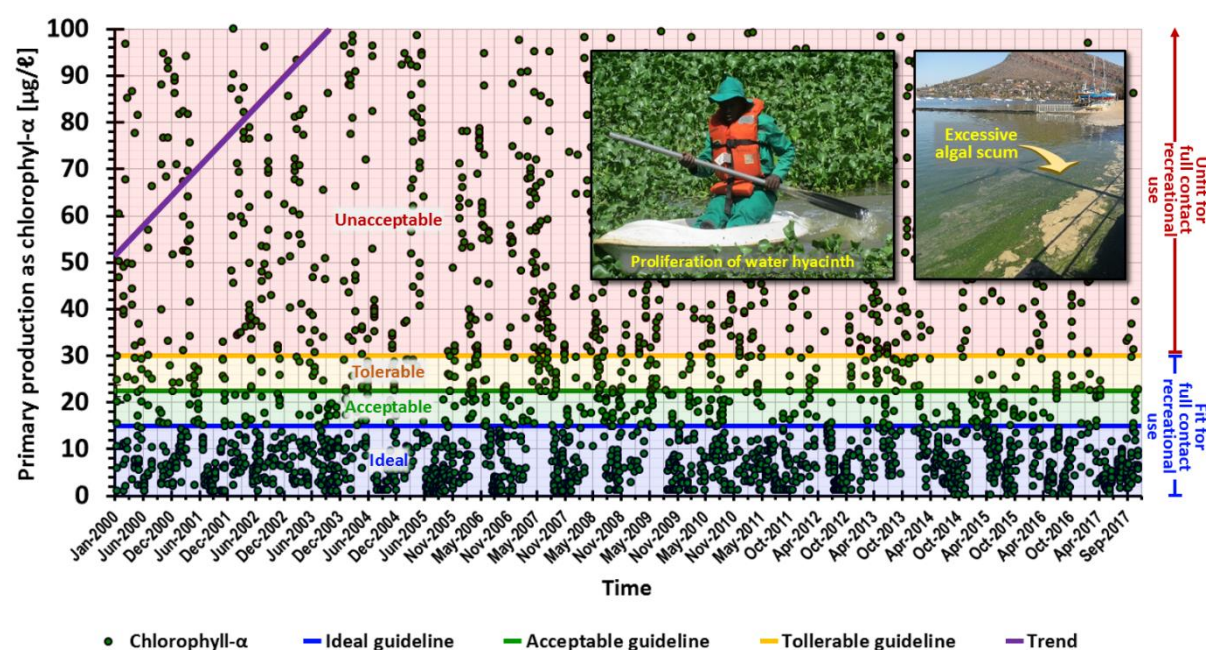 Primary production as chlorophyl-α [µg/ℓ]
100
90
80
70
60
50
40
30
20
10
0
Unacceptable
Tolerable
Acceptable
Ideal
Proliferation of water hyacinth
Excessive
algal scum
Unfit for
full contact
recreational
use
Fit for
full contact
recreational
use
Jan-2000
Jun-2000
Dec-2000
Jun-2001
Dec-2001
Jun-2002
Dec-2002
Jun-2003
Dec-2003
Jun-2004
Dec-2004
Jun-2005
Nov-2005
May-2006
Nov-2006
May-2007
Nov-2007
May-2008
Nov-2008
May-2009
Nov-2009
May-2010
Nov-2010
May-2011
Oct-2011
Apr-2012
Oct-2012
Apr-2013
Oct-2013
Apr-2014
Oct-2014
Apr-2015
Oct-2015
Apr-2016
Oct-2016
Apr-2017
Sep-2017
Time
Chlorophyll-α
Ideal guideline
Acceptable guideline
Tollerable guideline
Trend